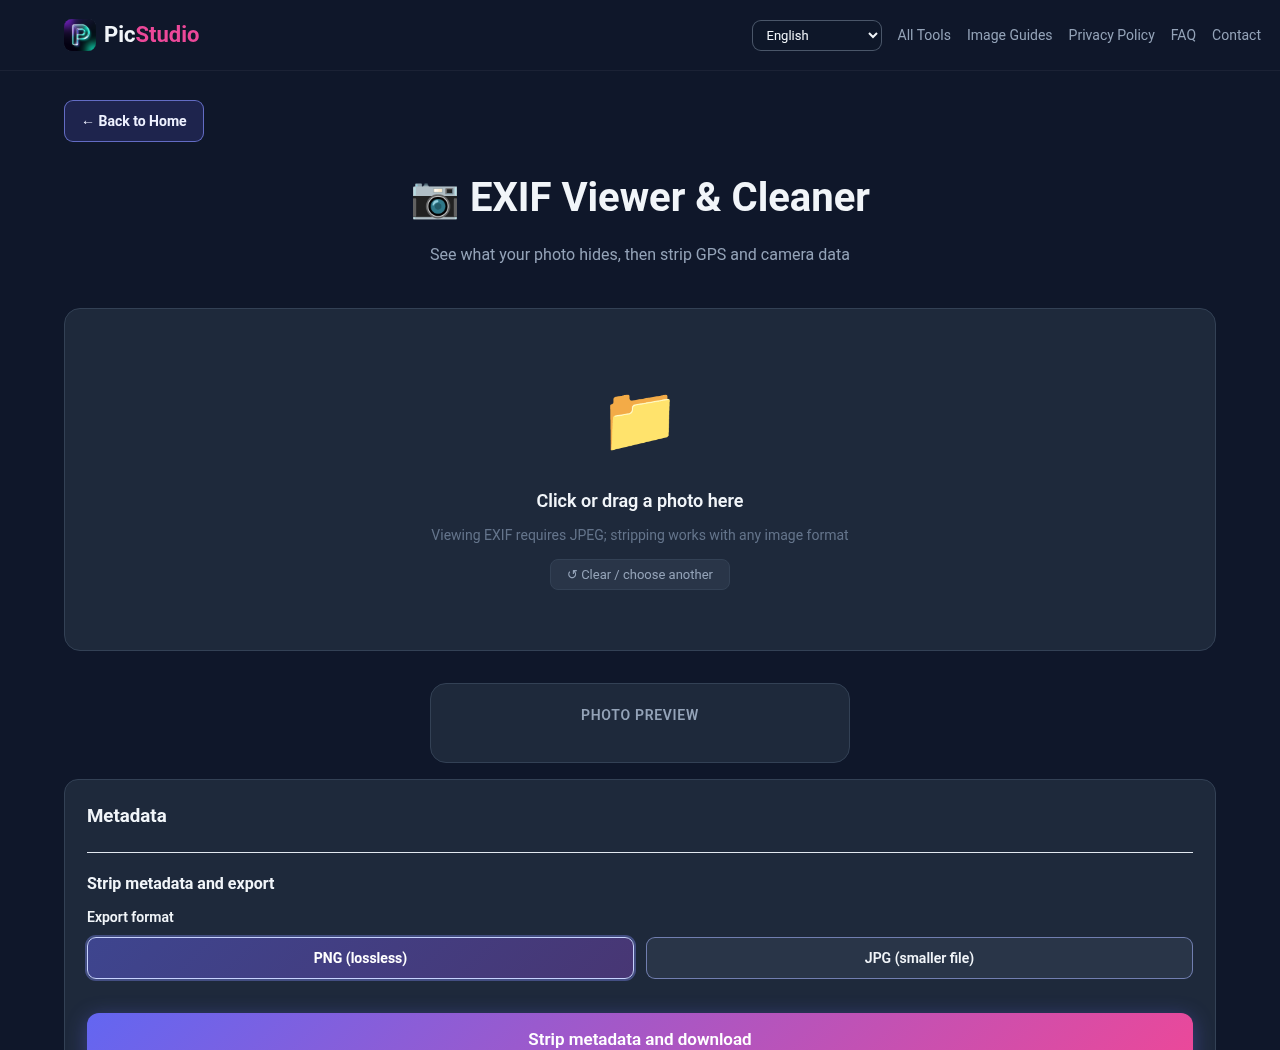 PicStudio
English
All Tools
Image Guides
Privacy Policy
FAQ
Contact
← Back to Home
EXIF Viewer & Cleaner
See what your photo hides, then strip GPS and camera data
Click or drag a photo here
Viewing EXIF requires JPEG; stripping works with any image format
↺ Clear / choose another
PHOTO PREVIEW
Metadata
Strip metadata and export
Export format
PNG (lossless)
JPG (smaller file)
Strip metadata and download